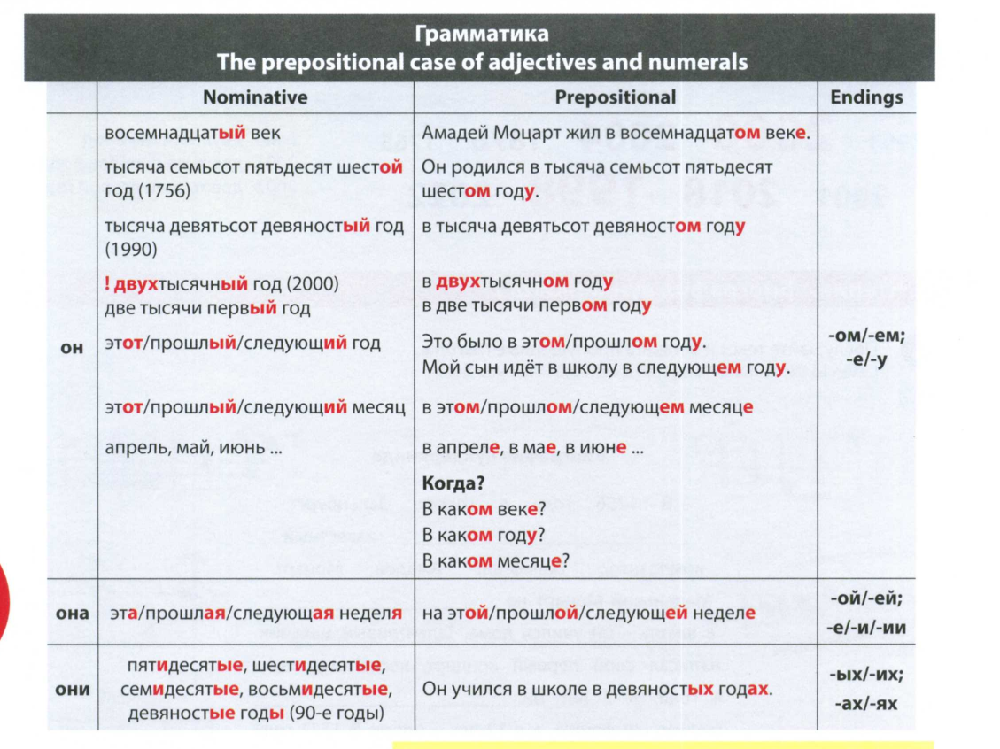 Грамматика
The prepositional case of adjectives and numerals
Nominative
Prepositional
Endings
он
восемнадцатый век
Амадей Моцарт жил в восемнадцатом веке.
тысяча семьсот пятьдесят шестой
год (1756)
Он родился в тысяча семьсот пятьдесят
шестом году.
тысяча девятьсот девяностый год
(1990)
в тысяча девятьсот девяностом году
! двухтысячный год (2000)
в двухтысячном году
две тысячи первый год
в две тысячи первом году
этот/прошлый/следующий год
Это было в этом/прошлом году.
Мой сын идёт в школу в следующем году.
этот/прошлый/следующий месяц
в этом/прошлом/следующем месяце
апрель, май, июнь ...
в апреле, в мае, в июне ...
Когда?
В каком веке?
В каком году?
В каком месяце?
-ом/-ем;
-е/-у
она
эта/прошлая/следующая неделя
на этой/прошлой/следующей неделе
-ой/-ей;
-е/-и/-ии
они
пятидесятые, шестидесятые,
семидесятые, восьмидесятые,
девяностые годы (90-е годы)
Он учился в школе в девяностых годах.
-ых/-их;
-ах/-ях